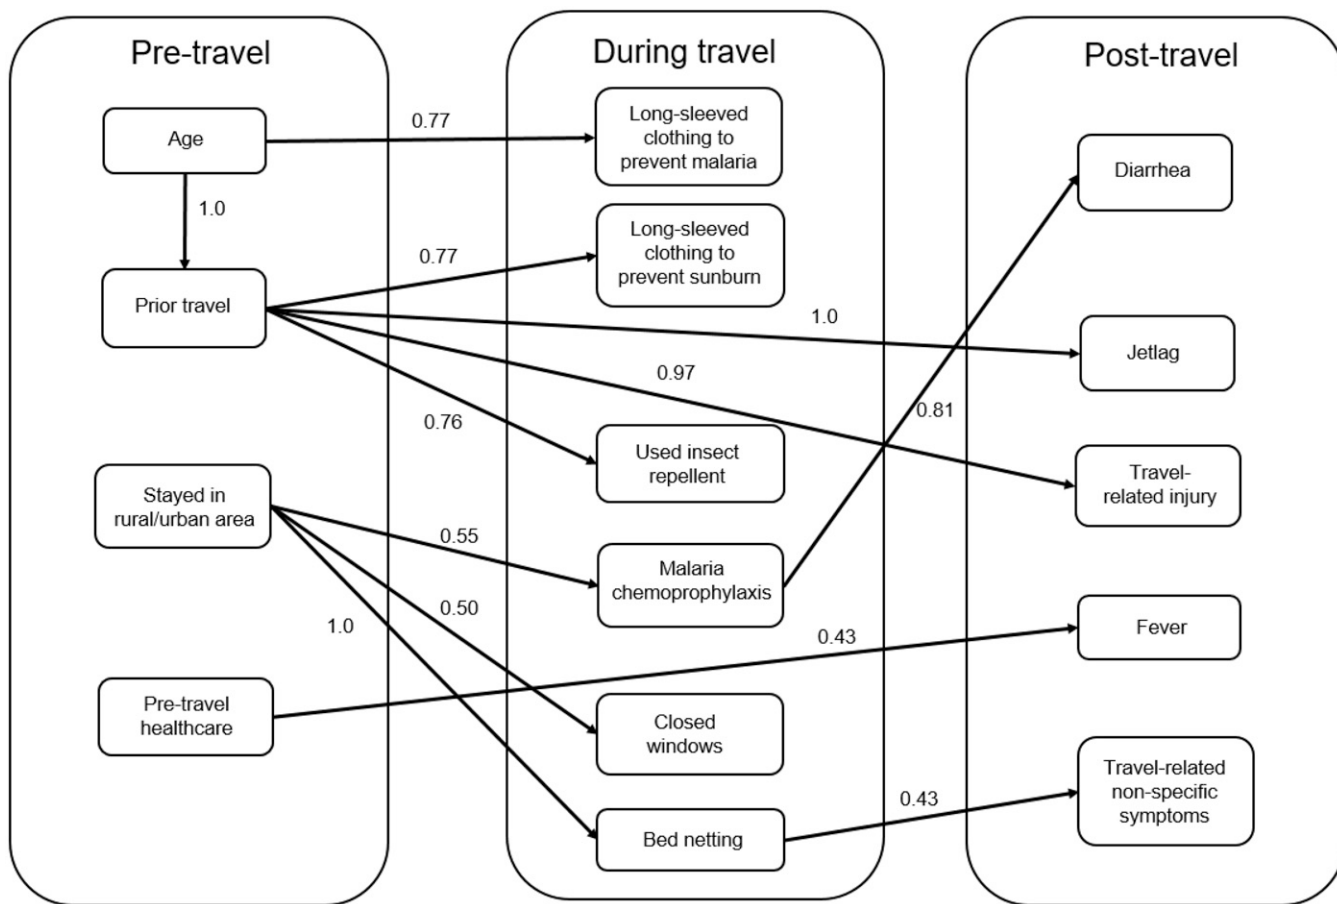 Pre-travel
Age
1.0
Prior travel
Stayed in
rural/urban area
Pre-travel
healthcare
0.77
0.77
0.76
0.55
0.50
1.0
During travel
Long-sleeved
clothing to
prevent malaria
Long-sleeved
clothing to
prevent sunburn
1.0
0.97
Used insect
repellent
Malaria
chemoprophylaxis
0.43
Closed
windows
Bed netting
0.81
0.43
Post-travel
Diarrhea
Jetlag
Travel-
related injury
Fever
Travel-related
non-specific
symptoms